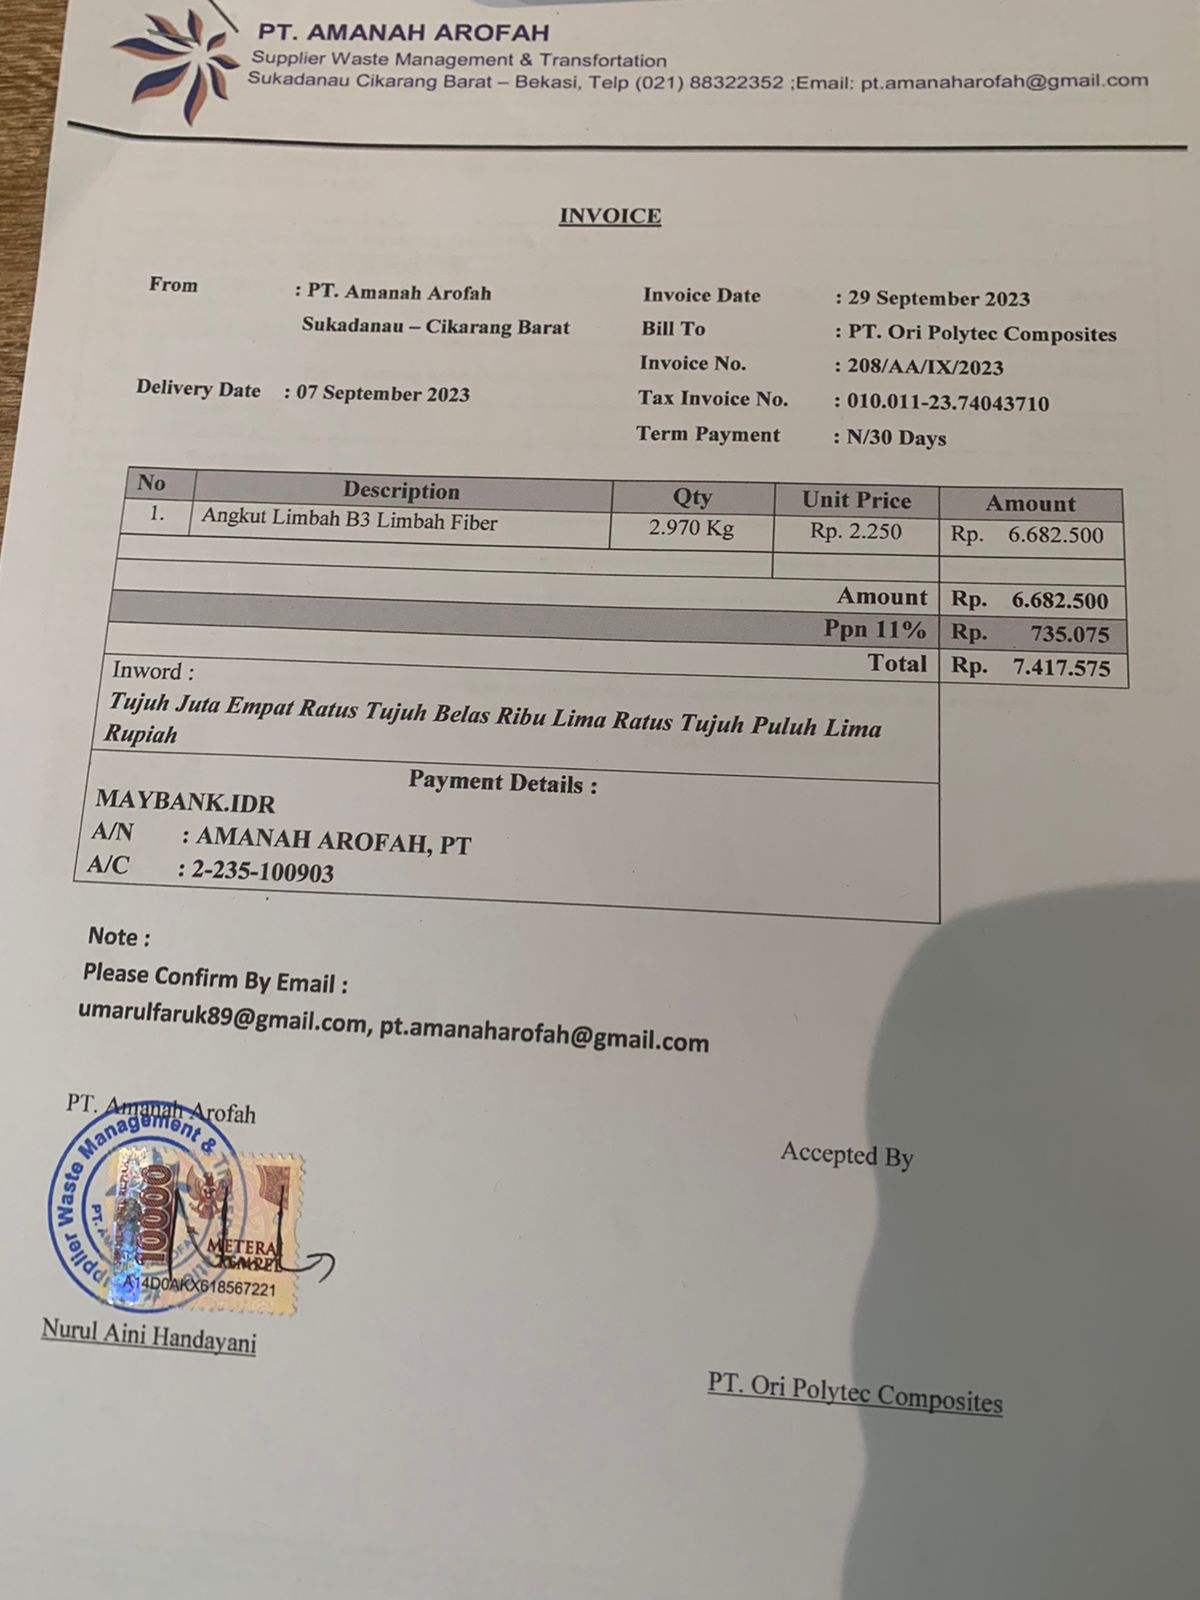 PT. AMANAH AROFAH
Supplier Waste Management & Transfortation
Sukadanau Cikarang Barat – Bekasi, Telp (021) 88322352 ;Email: pt.amanaharofah@gmail.com
INVOICE
From : PT. Amanah Arofah
Sukadanau – Cikarang Barat
Delivery Date : 07 September 2023
Invoice Date : 29 September 2023
Bill To : PT. Ori Polytec Composites
Invoice No. : 208/AA/IX/2023
Tax Invoice No. : 010.011-23.74043710
Term Payment : N/30 Days
No Description Qty Unit Price Amount
1. Angkut Limbah B3 Limbah Fiber 2.970 Kg Rp. 2.250 Rp. 6.682.500
Amount Rp. 6.682.500
Ppn 11% Rp. 735.075
Total Rp. 7.417.575
Inword :
Tujuh Juta Empat Ratus Tujuh Belas Ribu Lima Ratus Tujuh Puluh Lima
Rupiah
Payment Details :
MAYBANK.IDR
A/N : AMANAH AROFAH, PT
A/C : 2-235-100903
Note :
Please Confirm By Email :
umarulfaruk89@gmail.com, pt.amanaharofah@gmail.com
PT. Amanah Arofah
Waste Management &
10000
METERAI
TEMPEL
A14D0AKX618567221
Nurul Aini Handayani
Accepted By
PT. Ori Polytec Composites